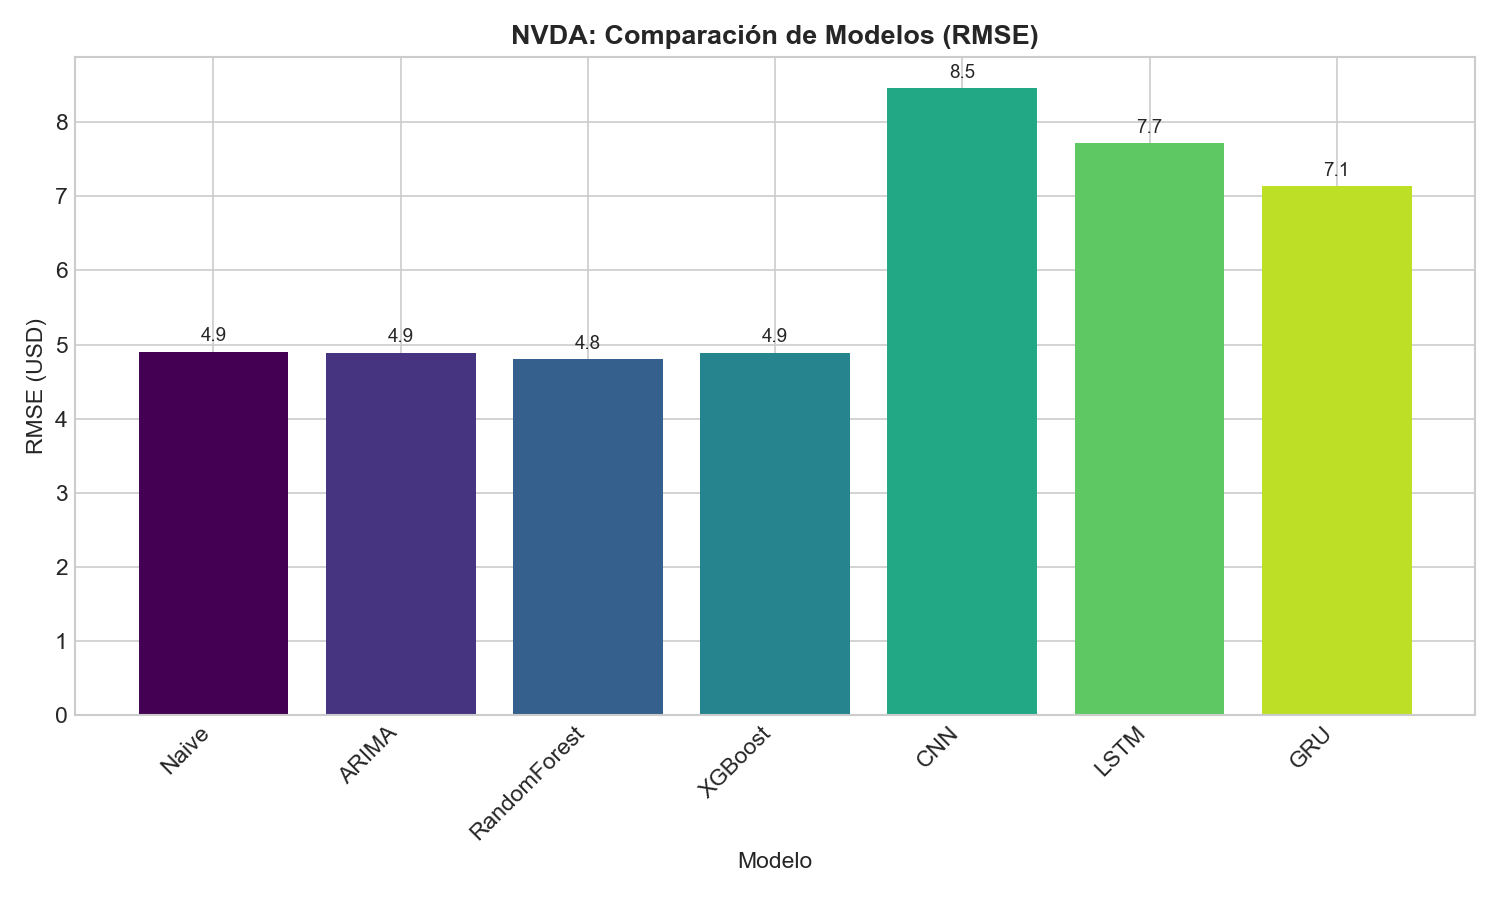 NVDA: Comparación de Modelos (RMSE)
RMSE (USD)
8
7
6
5
4
3
2
1
0
4.9
4.9
4.8
4.9
8.5
7.7
7.1
Naive
ARIMA
RandomForest
XGBoost
CNN
LSTM
GRU
Modelo